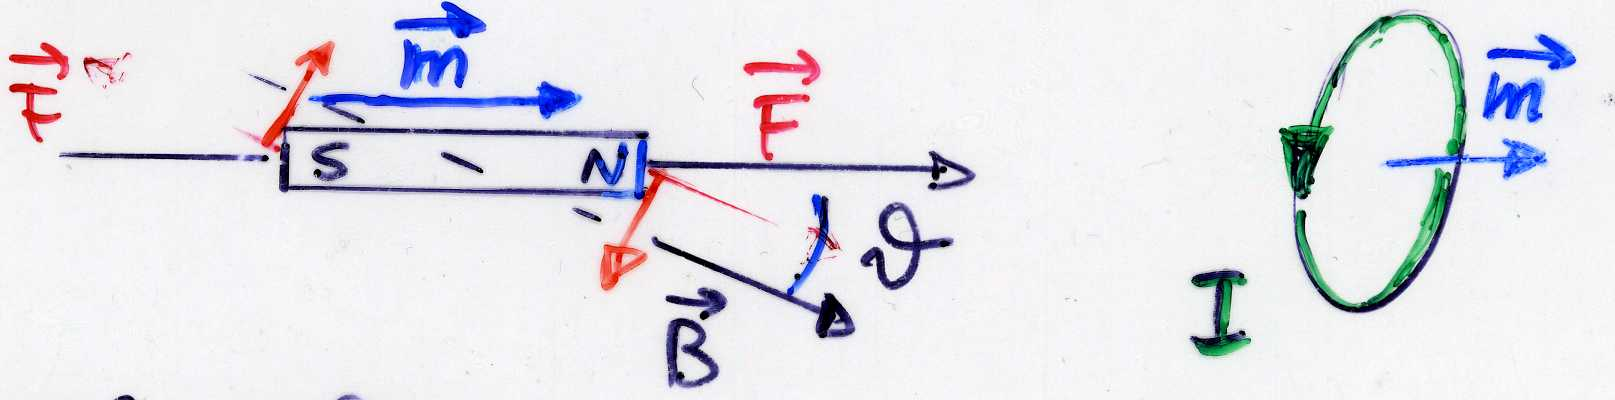 F⃗ m⃗ F⃗ m⃗
S N
ϑ
B⃗ I